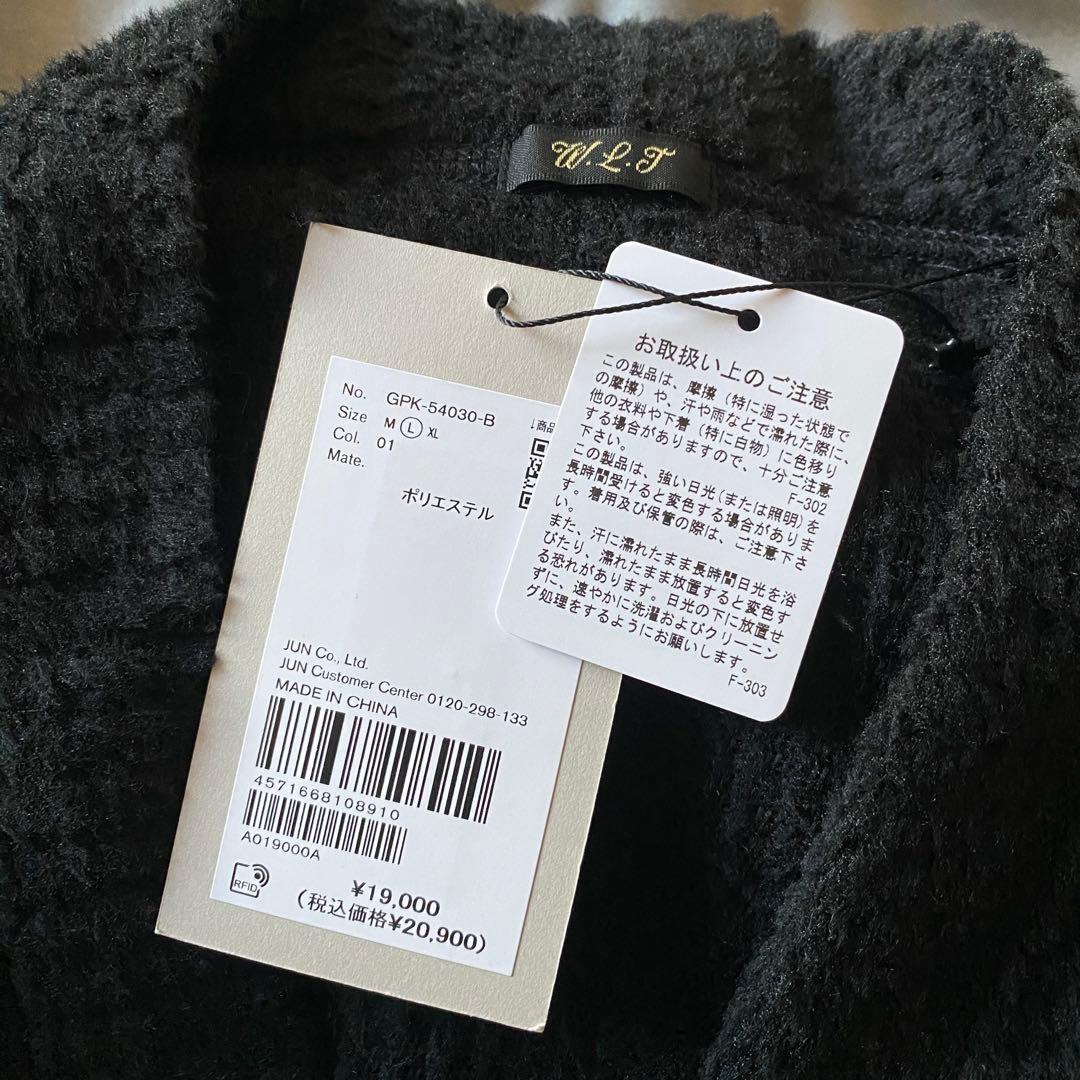 W.L.T
No. GPK-54030-B
Size M L XL
Col. 01
Mate.
ポリエステル
↓商品
JUN Co., Ltd.
JUN Customer Center 0120-298-133
MADE IN CHINA
4571668108910
A019000A
RFID
¥19,000
(税込価格¥20,900)
お取扱い上のご注意
この製品は、摩擦（特に湿った状態で
の摩擦）や、汗や雨などで濡れた際に、
他の衣料や下着（特に白物）に色移り
する場合がありますので、十分ご注意
下さい。
F-302
この製品は、強い日光(または照明)を
長時間受けると変色する場合がありま
す。着用及び保管の際は、ご注意下さ
い。
また、汗に濡れたまま長時間日光を浴
びたり、濡れたまま放置すると変色す
る恐れがあります。日光の下に放置せ
ずに、速やかに洗濯およびクリーニン
グ処理をするようにお願いします。
F-303